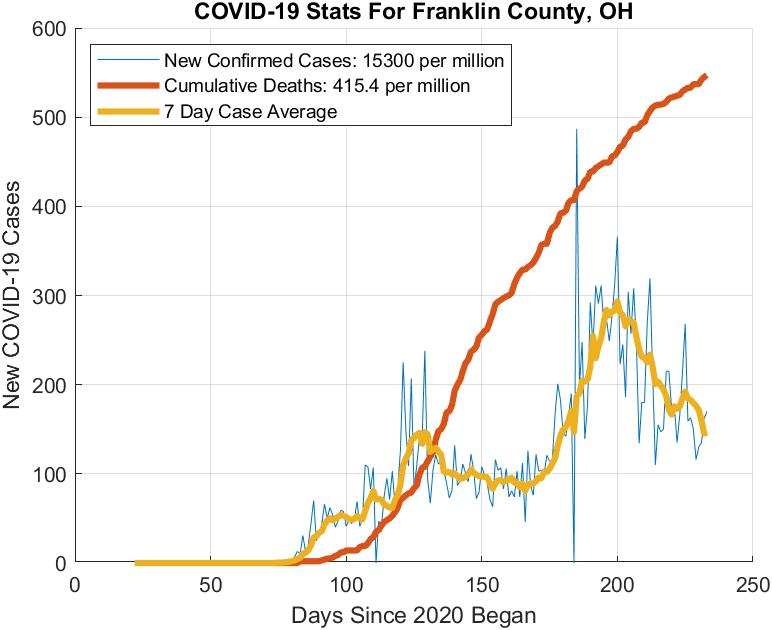 COVID-19 Stats For Franklin County, OH
New Confirmed Cases: 15300 per million
Cumulative Deaths: 415.4 per million
7 Day Case Average
New COVID-19 Cases
600
500
400
300
200
100
0
0 50 100 150 200 250
Days Since 2020 Began